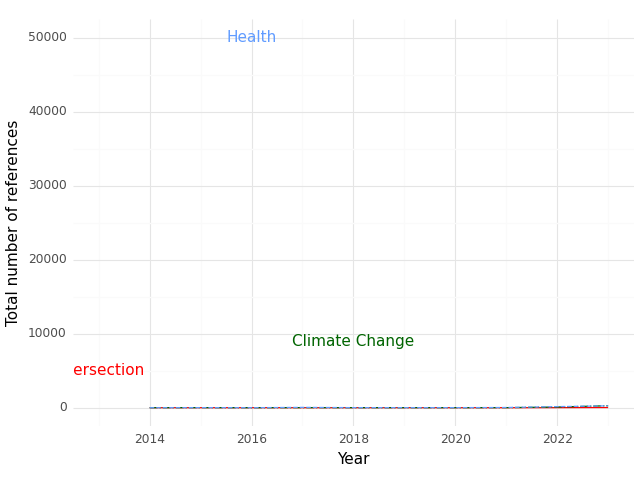 50000
40000
30000
20000
10000
0
Total number of references
Health
Climate Change
ersection
2014
2016
2018
2020
2022
Year